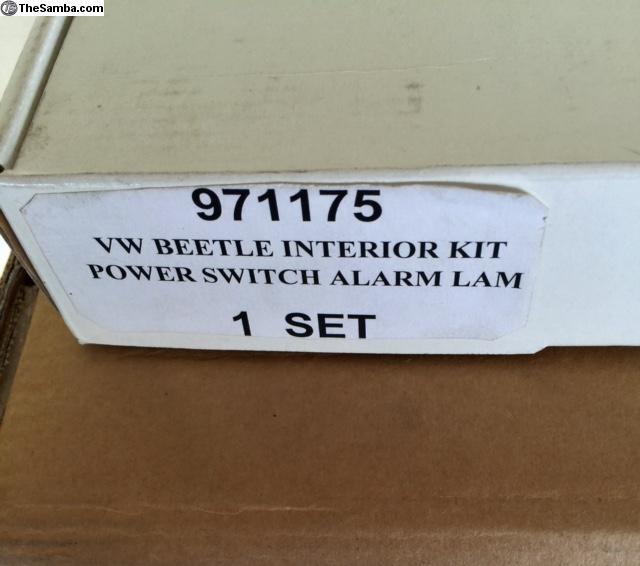 TheSamba.com
971175
VW BEETLE INTERIOR KIT
POWER SWITCH ALARM LAM
1 SET